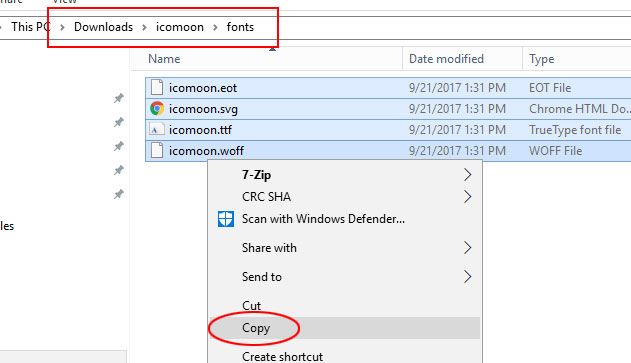 View
This PC > Downloads > icomoon > fonts
Name Date modified Type
icomoon.eot 9/21/2017 1:31 PM EOT File
icomoon.svg 9/21/2017 1:31 PM Chrome HTML Do...
icomoon.ttf 9/21/2017 1:31 PM TrueType font file
icomoon.woff 9/21/2017 1:31 PM WOFF File
7-Zip
CRC SHA
Scan with Windows Defender...
les
Share with
Send to
Cut
Copy
Create shortcut